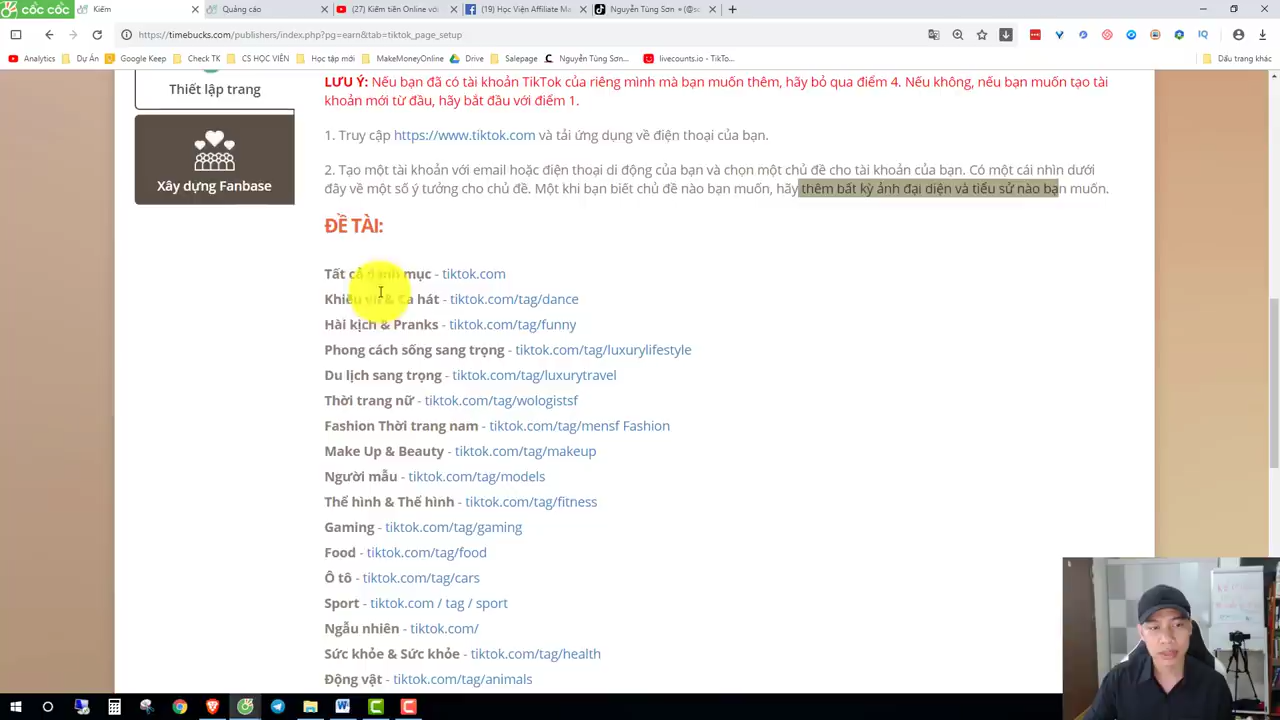 cốc cốc
Kiếm
Quảng cáo
(27) Kiếm tiền Online với
(19) Học Viện Affiliate Ma
Nguyễn Tùng Sơn
https://timebucks.com/publishers/index.php?pg=earn&tab=tiktok_page_setup
Analytics
Dự Án
Google Keep
Check TK
CS HỌC VIÊN
Học tập mới
MakeMoneyOnline
Drive
Salepage
Nguyễn Tùng Sơn...
livecounts.io - TikTo...
Dấu trang khác
Thiết lập trang
Xây dựng Fanbase
LƯU Ý: Nếu bạn đã có tài khoản TikTok của riêng mình mà bạn muốn thêm, hãy bỏ qua điểm 4. Nếu không, nếu bạn muốn tạo tài
khoản mới từ đầu, hãy bắt đầu với điểm 1.
1. Truy cập https://www.tiktok.com và tải ứng dụng về điện thoại của bạn.
2. Tạo một tài khoản với email hoặc điện thoại di động của bạn và chọn một chủ đề cho tài khoản của bạn. Có một cái nhìn dưới
đây về một số ý tưởng cho chủ đề. Một khi bạn biết chủ đề nào bạn muốn, hãy thêm bất kỳ ảnh đại diện và tiểu sử nào bạn muốn.
ĐỀ TÀI:
Tất cả danh mục - tiktok.com
Khiêu vũ & Ca hát - tiktok.com/tag/dance
Hài kịch & Pranks - tiktok.com/tag/funny
Phong cách sống sang trọng - tiktok.com/tag/luxurylifestyle
Du lịch sang trọng - tiktok.com/tag/luxurytravel
Thời trang nữ - tiktok.com/tag/wologistsf
Fashion Thời trang nam - tiktok.com/tag/mensf Fashion
Make Up & Beauty - tiktok.com/tag/makeup
Người mẫu - tiktok.com/tag/models
Thể hình & Thể hình - tiktok.com/tag/fitness
Gaming - tiktok.com/tag/gaming
Food - tiktok.com/tag/food
Ô tô - tiktok.com/tag/cars
Sport - tiktok.com / tag / sport
Ngẫu nhiên - tiktok.com/
Sức khỏe & Sức khỏe - tiktok.com/tag/health
Động vật - tiktok.com/tag/animals